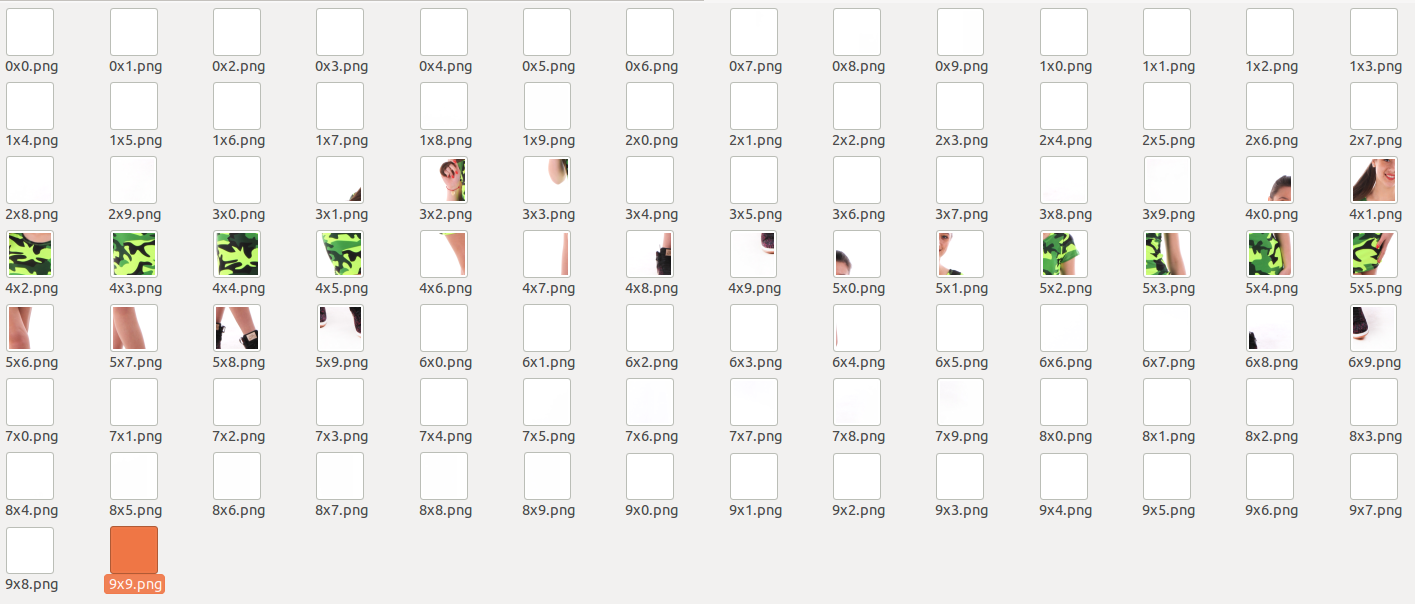 0x0.png 0x1.png 0x2.png 0x3.png 0x4.png 0x5.png 0x6.png 0x7.png 0x8.png 0x9.png 1x0.png 1x1.png 1x2.png 1x3.png
1x4.png 1x5.png 1x6.png 1x7.png 1x8.png 1x9.png 2x0.png 2x1.png 2x2.png 2x3.png 2x4.png 2x5.png 2x6.png 2x7.png
2x8.png 2x9.png 3x0.png 3x1.png 3x2.png 3x3.png 3x4.png 3x5.png 3x6.png 3x7.png 3x8.png 3x9.png 4x0.png 4x1.png
4x2.png 4x3.png 4x4.png 4x5.png 4x6.png 4x7.png 4x8.png 4x9.png 5x0.png 5x1.png 5x2.png 5x3.png 5x4.png 5x5.png
5x6.png 5x7.png 5x8.png 5x9.png 6x0.png 6x1.png 6x2.png 6x3.png 6x4.png 6x5.png 6x6.png 6x7.png 6x8.png 6x9.png
7x0.png 7x1.png 7x2.png 7x3.png 7x4.png 7x5.png 7x6.png 7x7.png 7x8.png 7x9.png 8x0.png 8x1.png 8x2.png 8x3.png
8x4.png 8x5.png 8x6.png 8x7.png 8x8.png 8x9.png 9x0.png 9x1.png 9x2.png 9x3.png 9x4.png 9x5.png 9x6.png 9x7.png
9x8.png 9x9.png